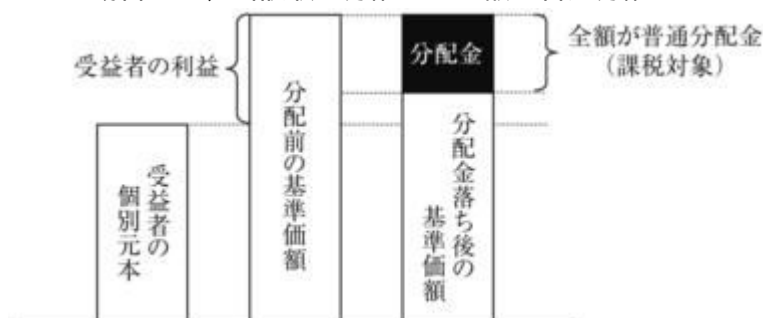 受益者の利益
分配金
全額が普通分配金
（課税対象）
受益者の
個別元本
分配前の基準価額
分配金落ち後の
基準価額